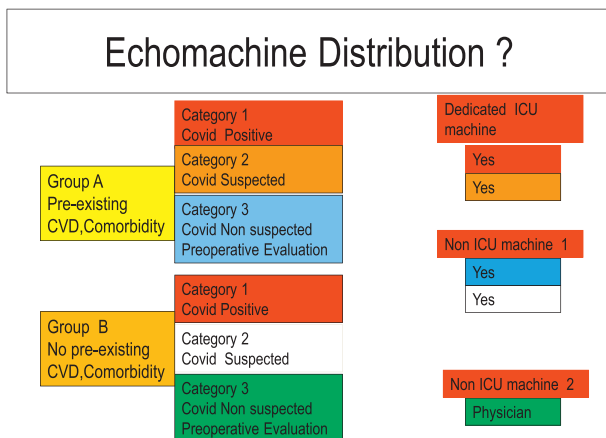 Echomachine Distribution ?
Group A
Pre-existing
CVD,Comorbidity
Category 1
Covid Positive
Category 2
Covid Suspected
Category 3
Covid Non suspected
Preoperative Evaluation
Group B
No pre-existing
CVD,Comorbidity
Category 1
Covid Positive
Category 2
Covid Suspected
Category 3
Covid Non suspected
Preoperative Evaluation
Dedicated ICU
machine
Yes
Yes
Non ICU machine 1
Yes
Yes
Non ICU machine 2
Physician